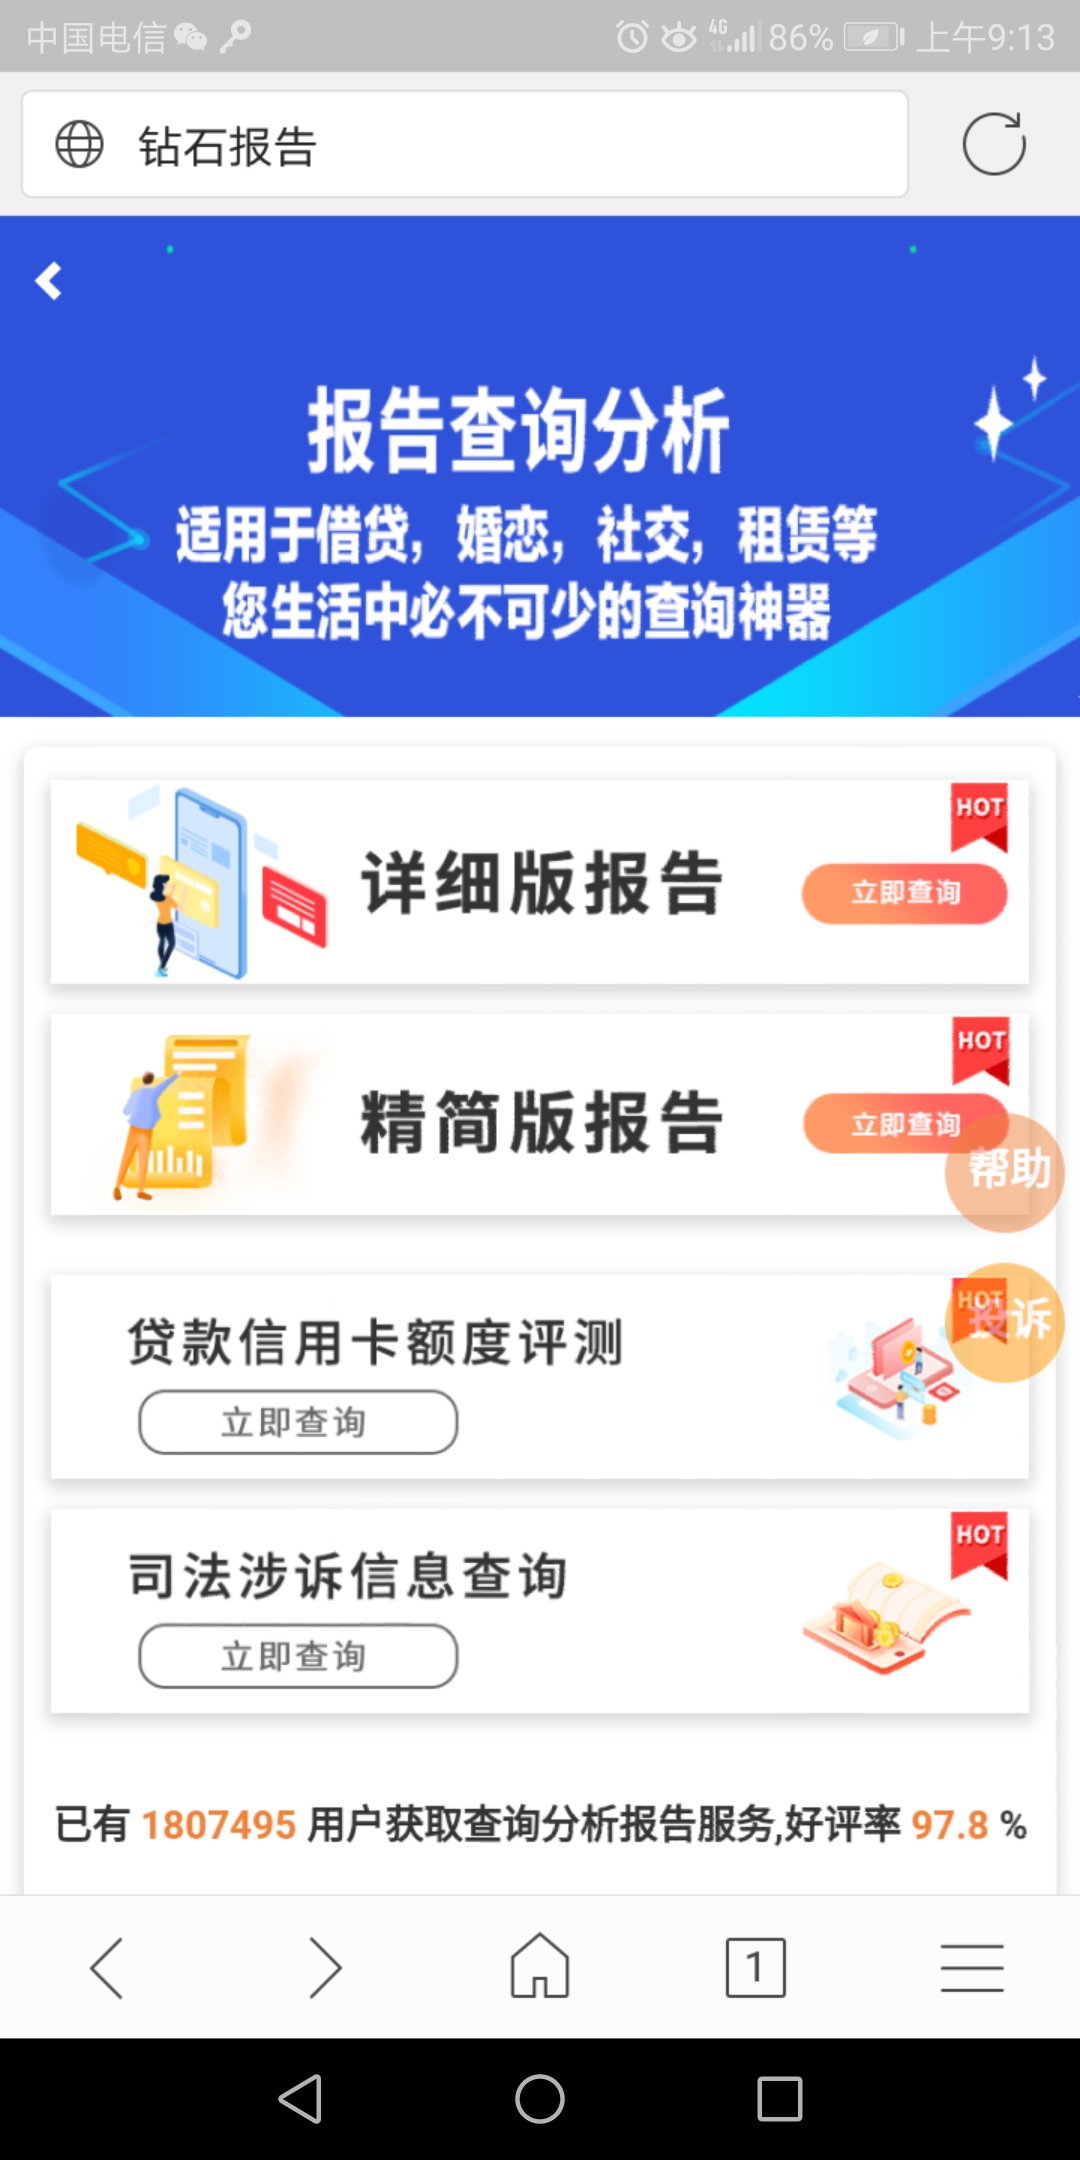 中国电信
4G 86% 上午9:13
钻石报告
报告查询分析
适用于借贷，婚恋，社交，租赁等
您生活中必不可少的查询神器
HOT
详细版报告
立即查询
HOT
精简版报告
立即查询
帮助
HOT
投诉
贷款信用卡额度评测
立即查询
HOT
司法涉诉信息查询
立即查询
已有 1807495 用户获取查询分析报告服务,好评率 97.8 %
1